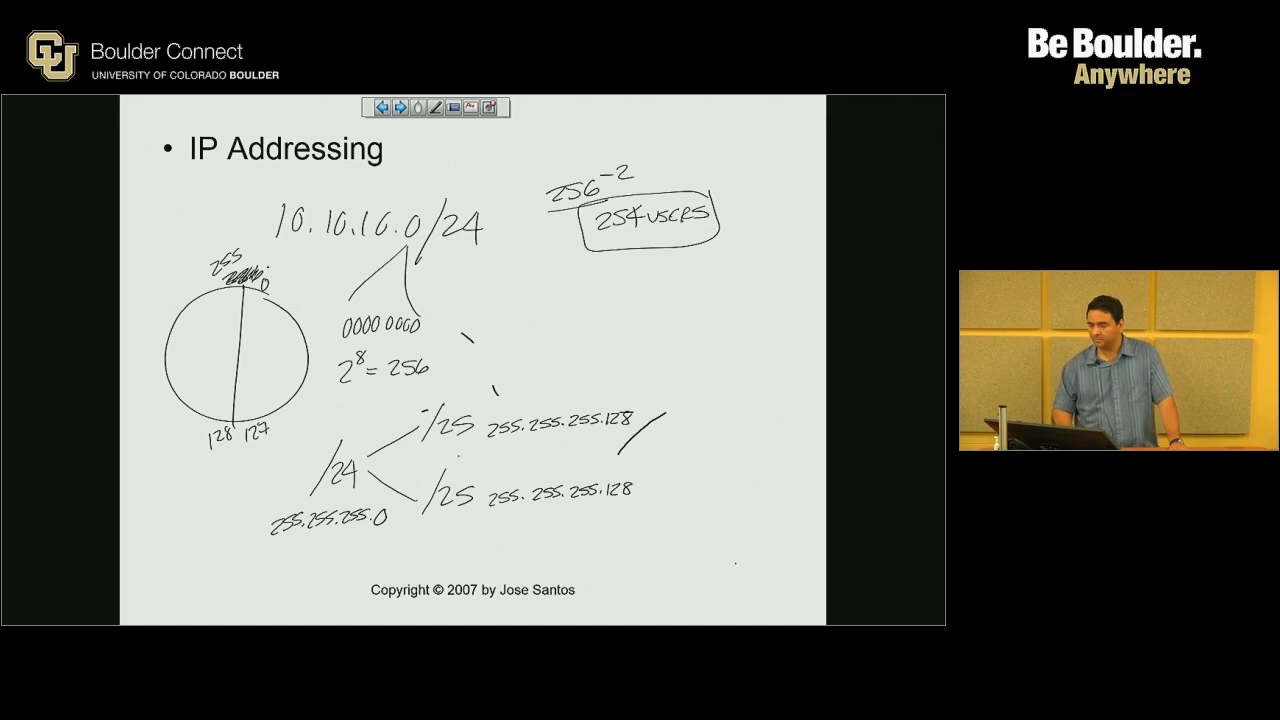 Boulder Connect
UNIVERSITY OF COLORADO BOULDER
Be Boulder.
Anywhere
• IP Addressing
256-2
254 USERS
10.10.10.0/24
255
0
0000 0000
2^8 = 256
128 127
/24
255.255.255.0
/25 255.255.255.128
/25 255.255.255.128
Copyright © 2007 by Jose Santos